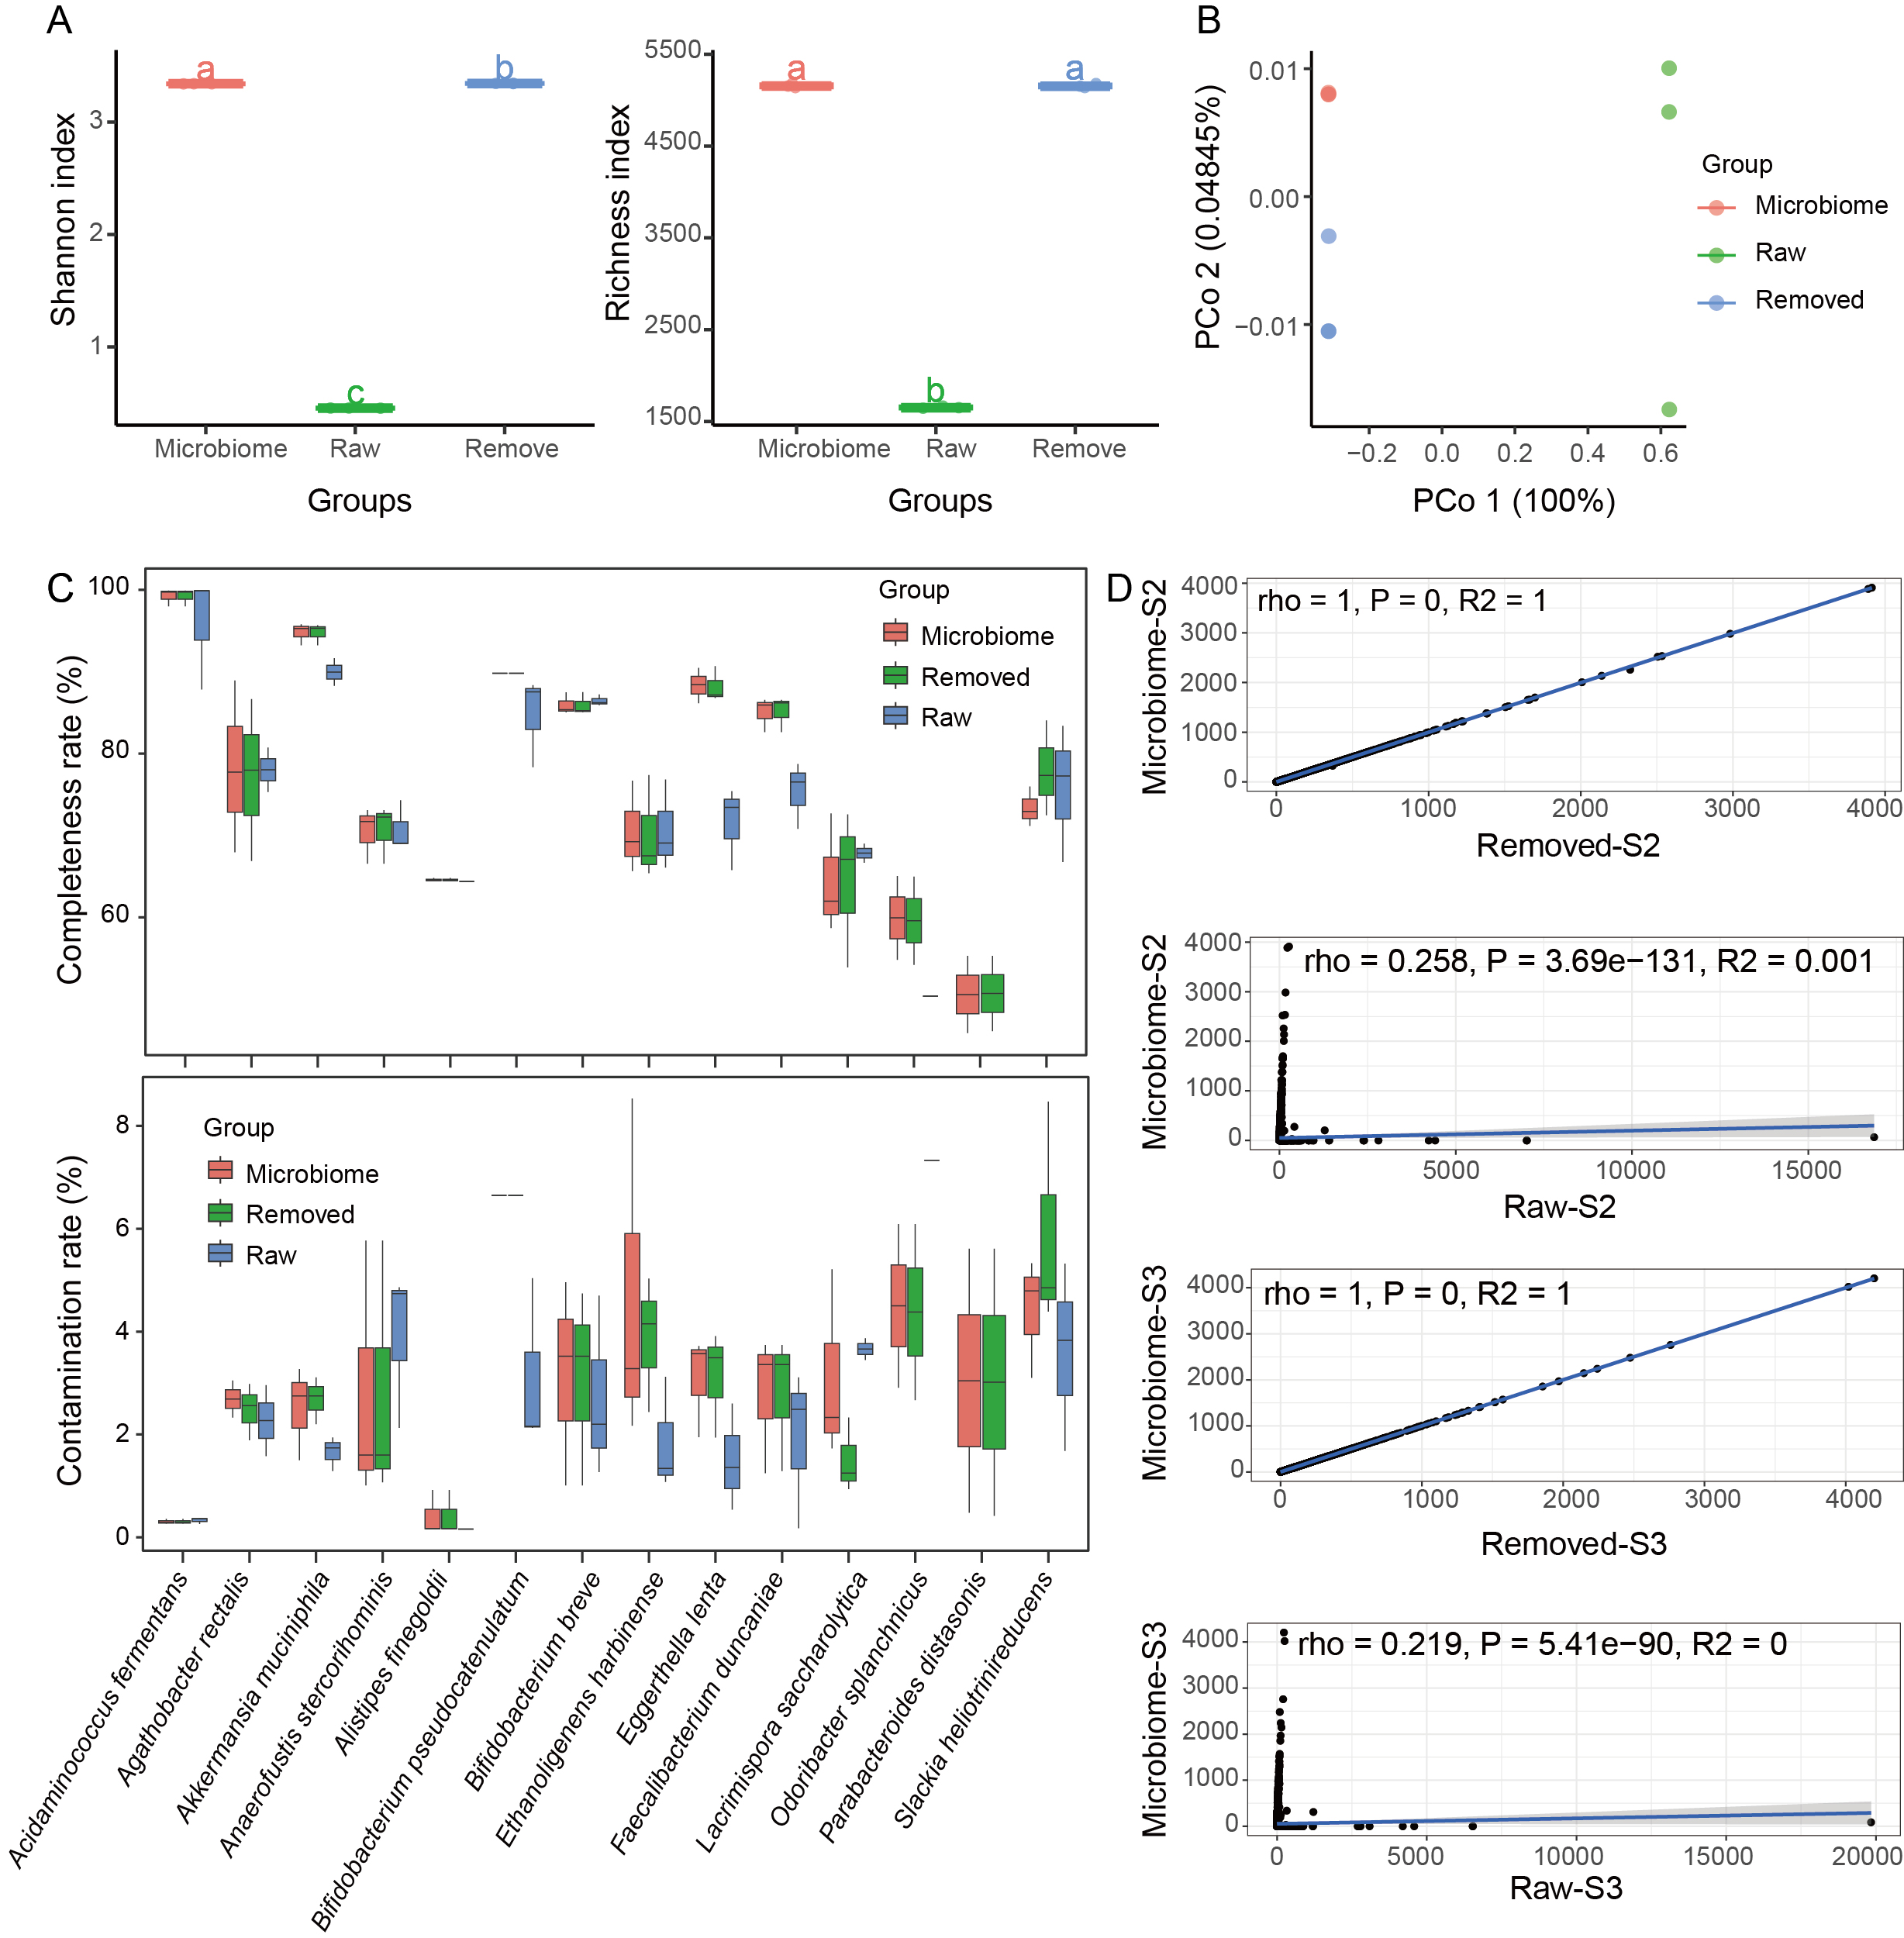 A
Shannon index
3
2
1
a
c
b
Microbiome
Raw
Remove
Groups
Richness index
5500
4500
3500
2500
1500
a
b
a
Microbiome
Raw
Remove
Groups
B
PCo 2 (0.04845%)
0.01
0.00
−0.01
−0.2
0.0
0.2
0.4
0.6
PCo 1 (100%)
Group
Microbiome
Raw
Removed
C
Completeness rate (%)
100
80
60
Group
Microbiome
Removed
Raw
Contamination rate (%)
8
6
4
2
0
Group
Microbiome
Removed
Raw
Acidaminococcus fermentans
Agathobacter rectalis
Akkermansia muciniphila
Anaerofustis stercorihominis
Alistipes finegoldii
Bifidobacterium pseudocatenulatum
Bifidobacterium breve
Ethanoligenens harbinense
Eggerthella lenta
Faecalibacterium duncaniae
Lacrimispora saccharolytica
Odoribacter splanchnicus
Parabacteroides distasonis
Slackia heliotrinireducens
D
Microbiome-S2
4000
3000
2000
1000
0
rho = 1, P = 0, R2 = 1
0
1000
2000
3000
4000
Removed-S2
Microbiome-S2
4000
3000
2000
1000
0
rho = 0.258, P = 3.69e−131, R2 = 0.001
0
5000
10000
15000
Raw-S2
Microbiome-S3
4000
3000
2000
1000
0
rho = 1, P = 0, R2 = 1
0
1000
2000
3000
4000
Removed-S3
Microbiome-S3
4000
3000
2000
1000
0
rho = 0.219, P = 5.41e−90, R2 = 0
0
5000
10000
15000
20000
Raw-S3